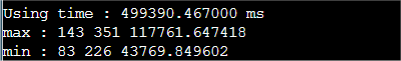 Using time : 499390.467000 ms
max : 143 351 117761.647418
min : 83 226 43769.849602